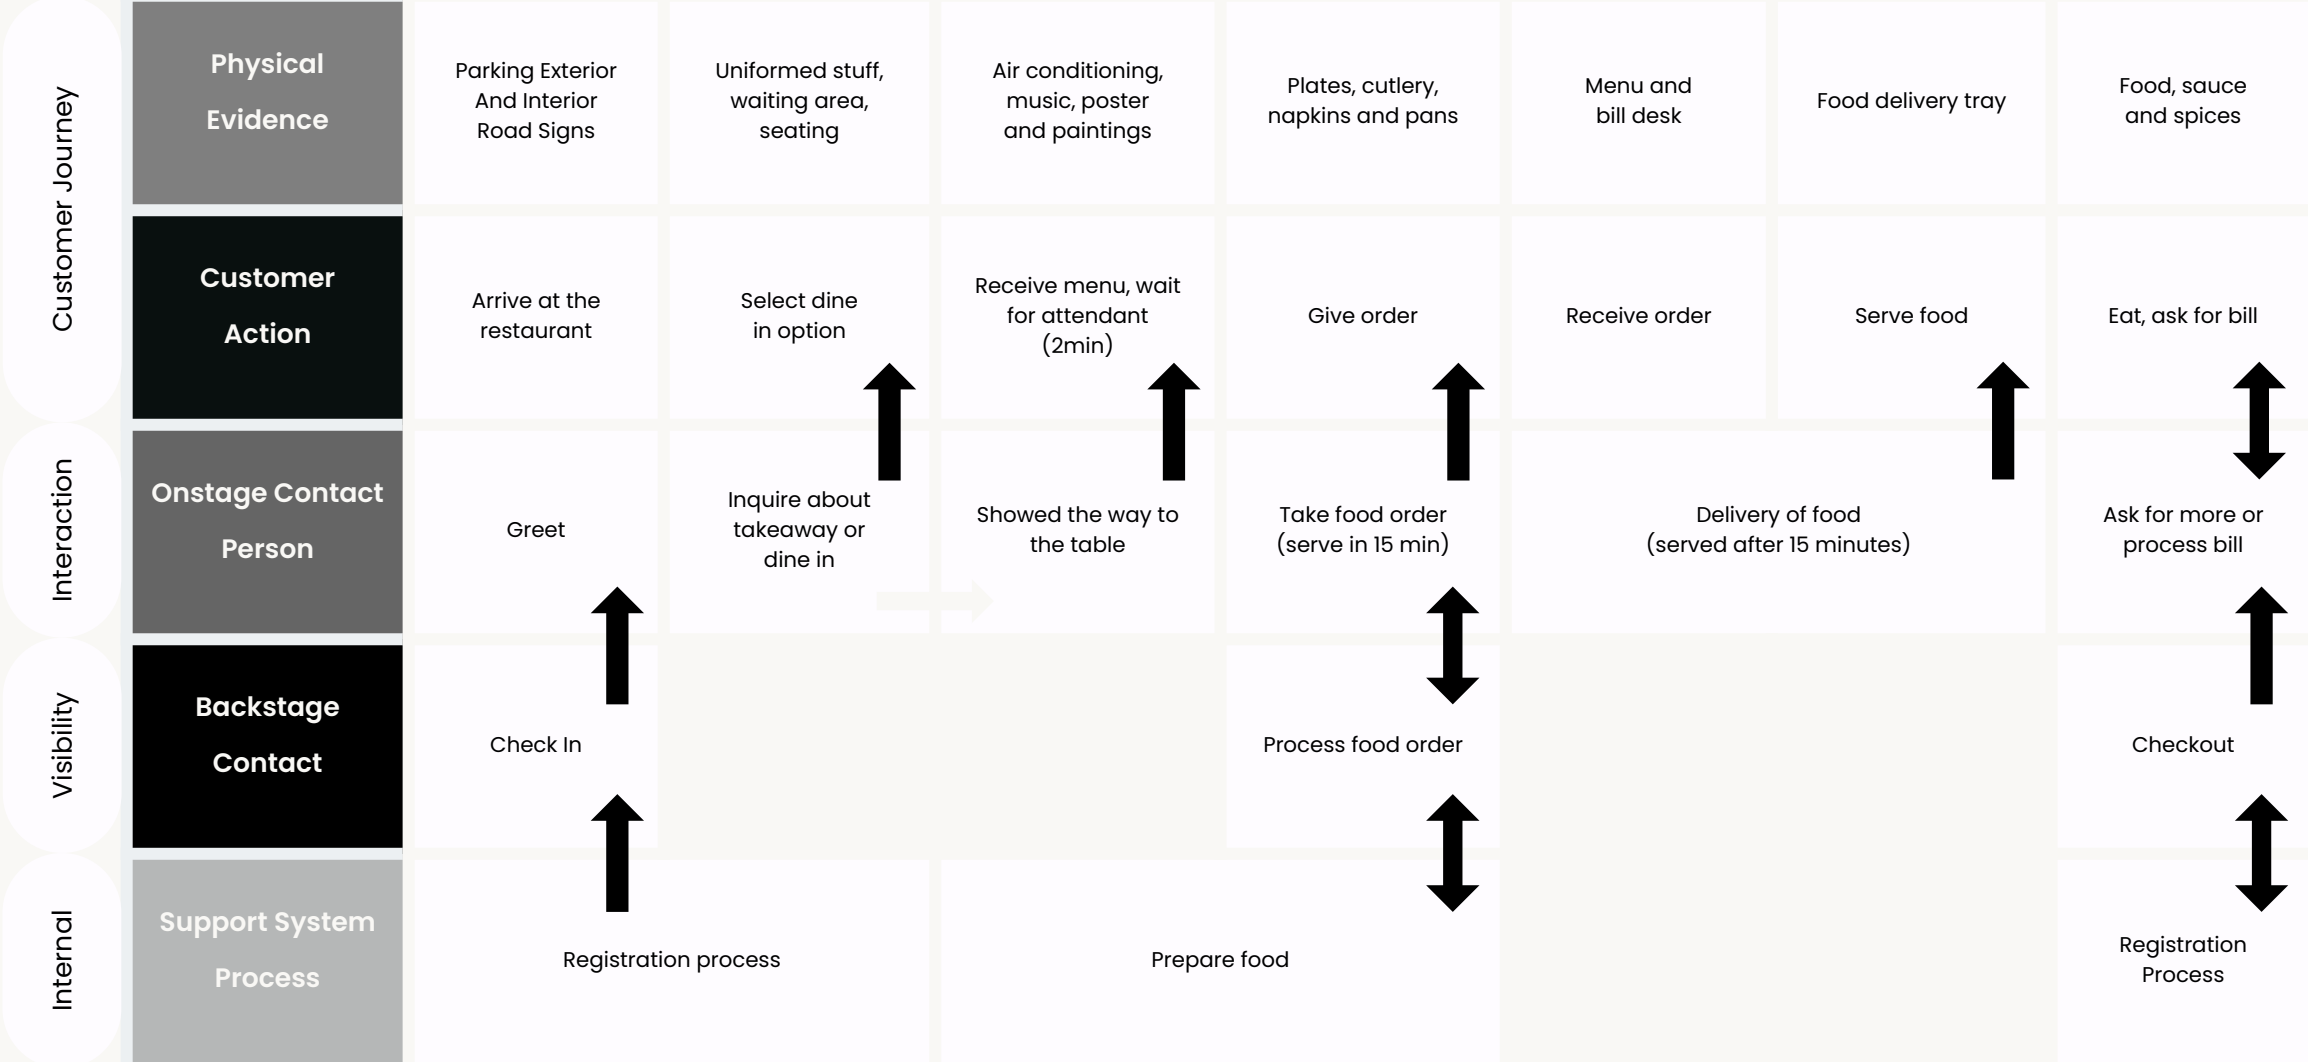 Customer Journey
Physical
Evidence
Parking Exterior
And Interior
Road Signs
Uniformed stuff,
waiting area,
seating
Air conditioning,
music, poster
and paintings
Plates, cutlery,
napkins and pans
Menu and
bill desk
Food delivery tray
Food, sauce
and spices
Customer
Action
Arrive at the
restaurant
Select dine
in option
Receive menu, wait
for attendant
(2min)
Give order
Receive order
Serve food
Eat, ask for bill
Interaction
Onstage Contact
Person
Greet
Inquire about
takeaway or
dine in
Showed the way to
the table
Take food order
(serve in 15 min)
Delivery of food
(served after 15 minutes)
Ask for more or
process bill
Visibility
Backstage
Contact
Check In
Process food order
Checkout
Internal
Support System
Process
Registration process
Prepare food
Registration
Process